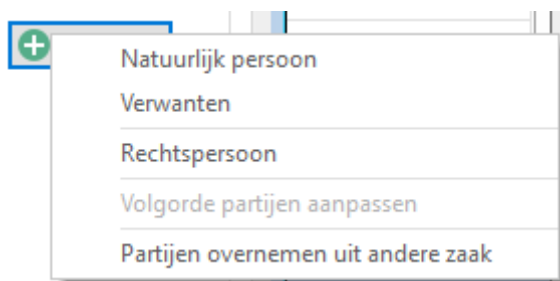 Natuurlijk persoon
Verwanten
Rechtspersoon
Volgorde partijen aanpassen
Partijen overnemen uit andere zaak